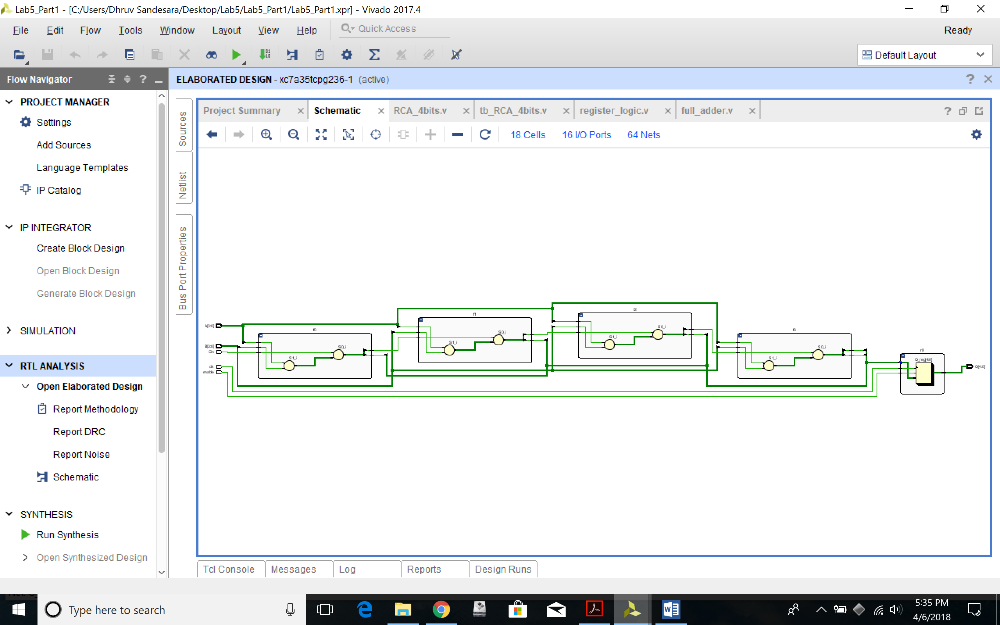 Lab5_Part1 - [C:/Users/Dhruv Sandesara/Desktop/Lab5/Lab5_Part1/Lab5_Part1.xpr] - Vivado 2017.4
File Edit Flow Tools Window Layout View Help Quick Access Ready
Default Layout
Flow Navigator
ELABORATED DESIGN - xc7a35tcpg236-1 (active)
PROJECT MANAGER
Settings
Add Sources
Language Templates
IP Catalog
IP INTEGRATOR
Create Block Design
Open Block Design
Generate Block Design
SIMULATION
RTL ANALYSIS
Open Elaborated Design
Report Methodology
Report DRC
Report Noise
Schematic
SYNTHESIS
Run Synthesis
Open Synthesized Design
Sources
Netlist
Bus Port Properties
Project Summary Schematic RCA_4bits.v tb_RCA_4bits.v register_logic.v full_adder.v
18 Cells 16 I/O Ports 64 Nets
A[3:0]
B[3:0]
Cin
clk
enable
f0
S1_i
S0_i
f1
S1_i
S0_i
f2
S1_i
S0_i
f3
S1_i
S0_i
r0
Q_reg[4:0]
Q[4:0]
Tcl Console Messages Log Reports Design Runs
Type here to search
5:35 PM
4/6/2018